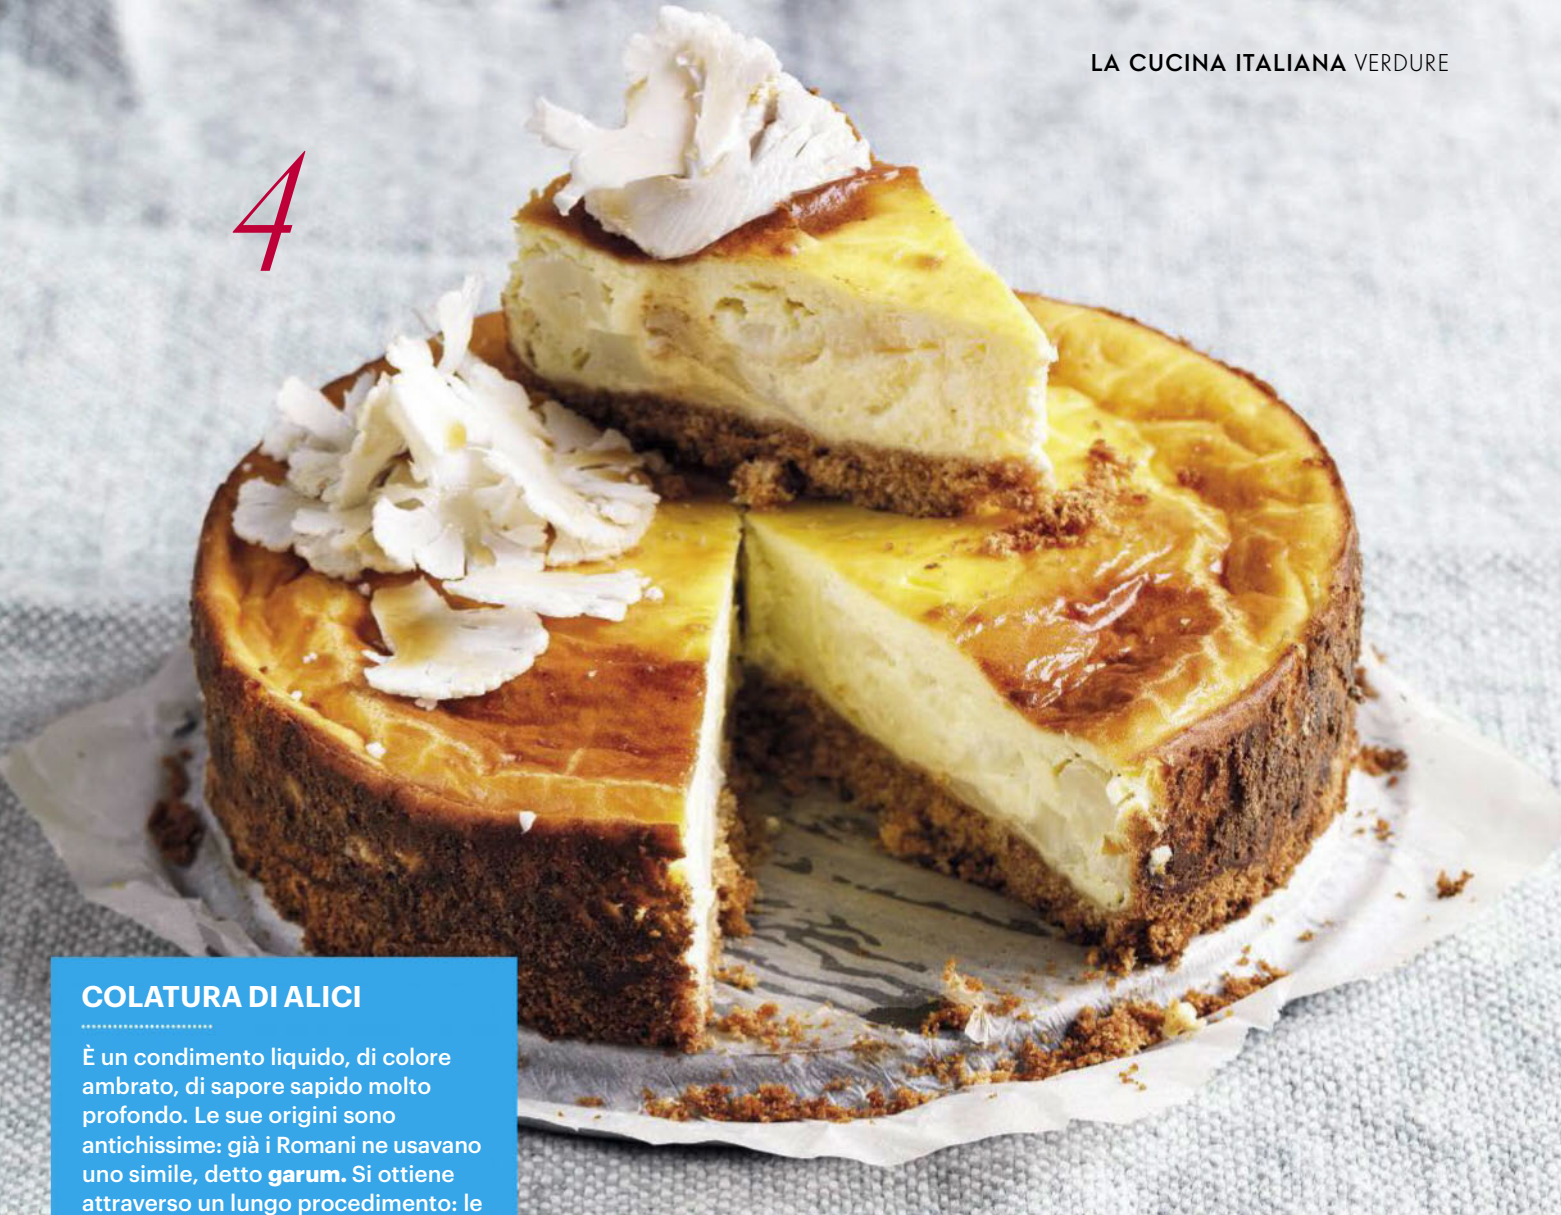 LA CUCINA ITALIANA VERDURE
4
COLATURA DI ALICI
È un condimento liquido, di colore
ambrato, di sapore sapido molto
profondo. Le sue origini sono
antichissime: già i Romani ne usavano
uno simile, detto garum. Si ottiene
attraverso un lungo procedimento: le